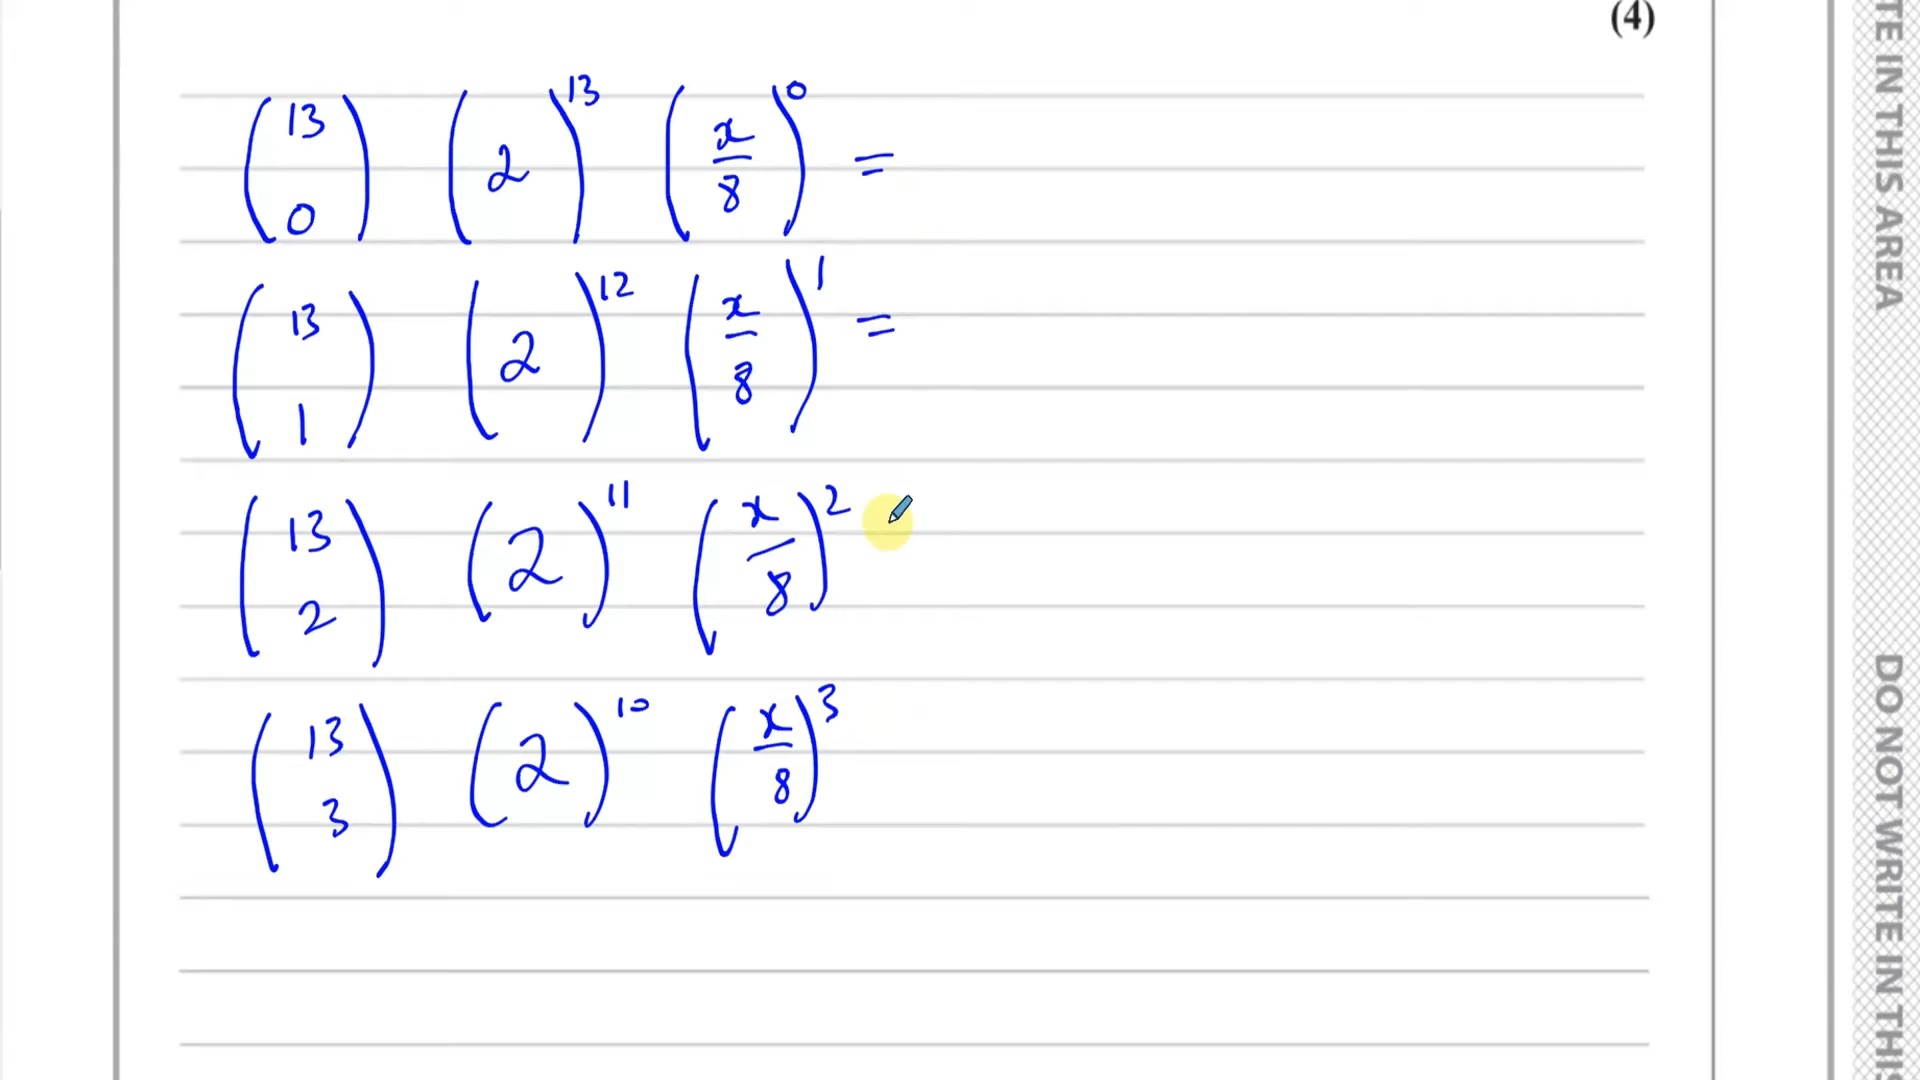 (4)
(13 0) (2)^13 (x/8)^0 =
(13 1) (2)^12 (x/8)^1 =
(13 2) (2)^11 (x/8)^2
(13 3) (2)^10 (x/8)^3
TE IN THIS AREA
DO NOT WRITE IN THIS